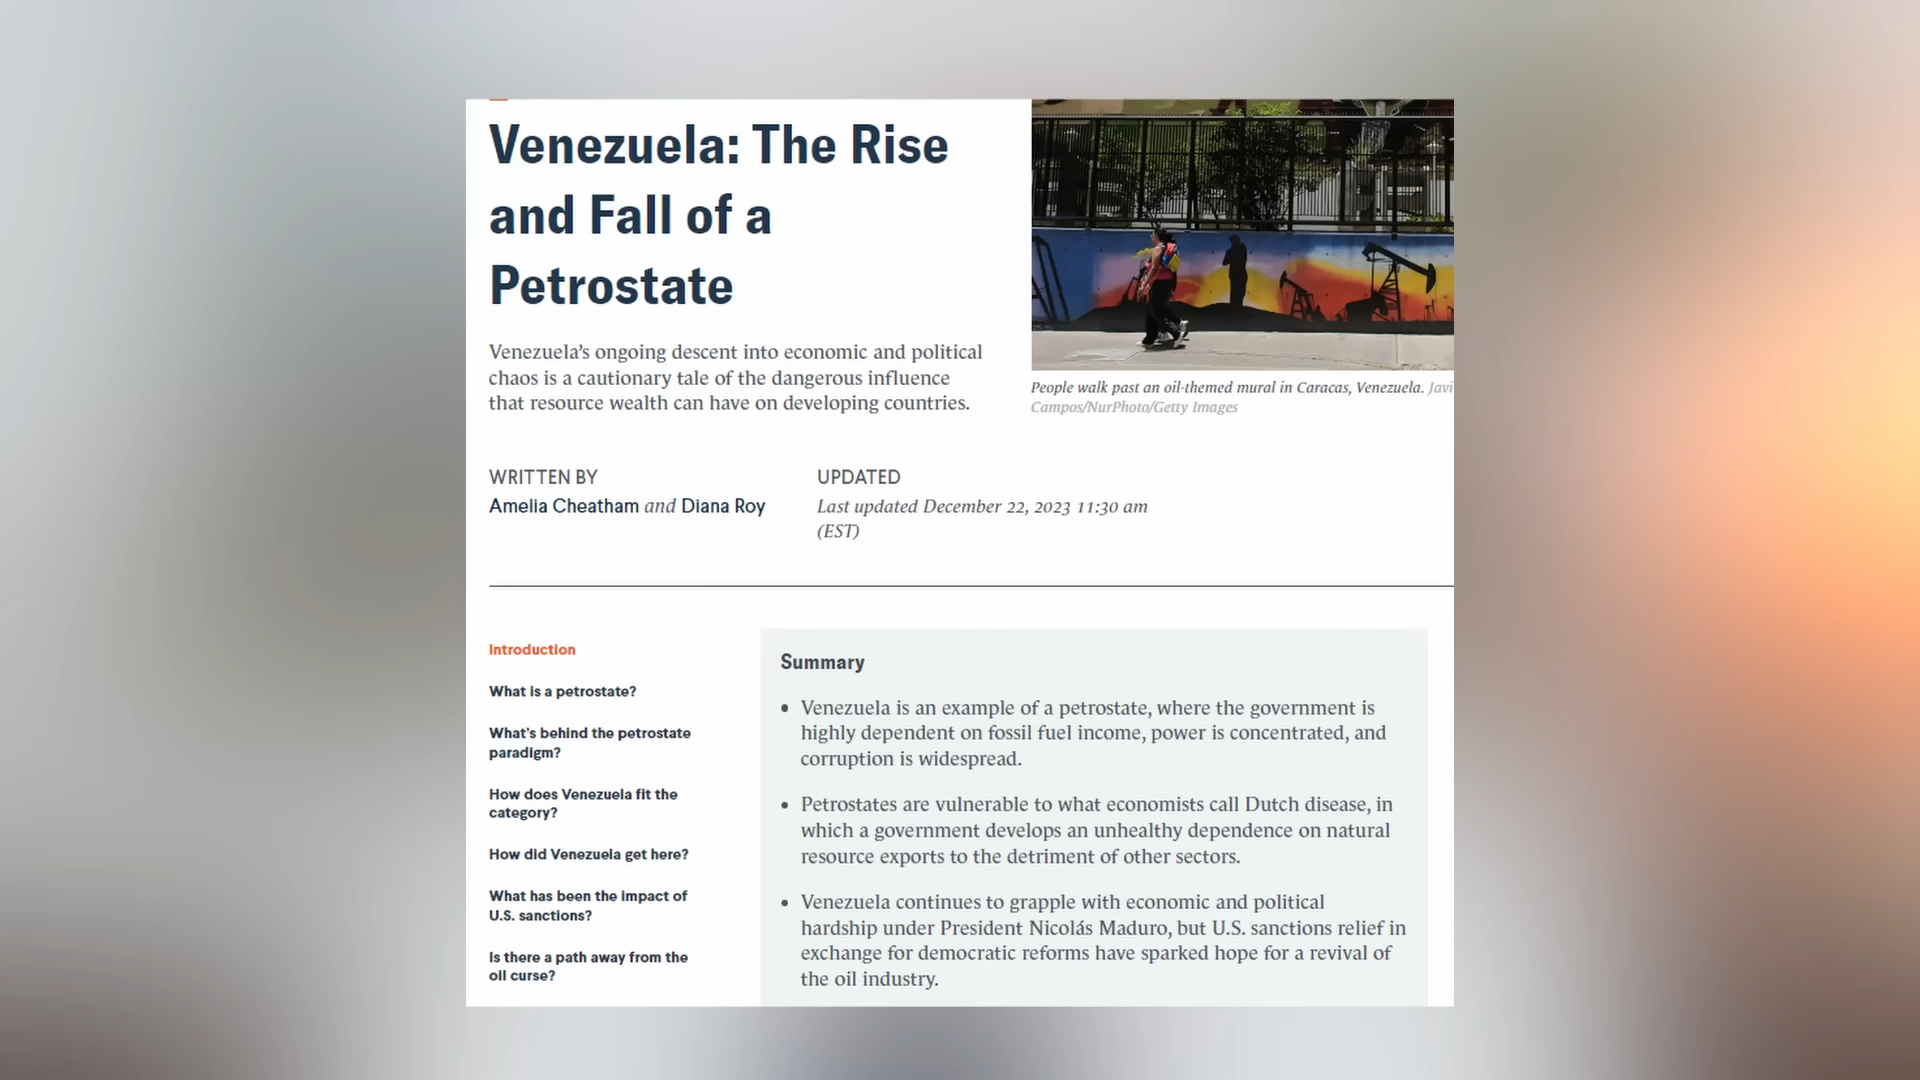 Venezuela: The Rise
and Fall of a
Petrostate
Venezuela’s ongoing descent into economic and political
chaos is a cautionary tale of the dangerous influence
that resource wealth can have on developing countries.
People walk past an oil-themed mural in Caracas, Venezuela. Javi
Campos/NurPhoto/Getty Images
WRITTEN BY
Amelia Cheatham and Diana Roy
UPDATED
Last updated December 22, 2023 11:30 am
(EST)
Introduction
What is a petrostate?
What’s behind the petrostate
paradigm?
How does Venezuela fit the
category?
How did Venezuela get here?
What has been the impact of
U.S. sanctions?
Is there a path away from the
oil curse?
Summary
• Venezuela is an example of a petrostate, where the government is
highly dependent on fossil fuel income, power is concentrated, and
corruption is widespread.
• Petrostates are vulnerable to what economists call Dutch disease, in
which a government develops an unhealthy dependence on natural
resource exports to the detriment of other sectors.
• Venezuela continues to grapple with economic and political
hardship under President Nicolás Maduro, but U.S. sanctions relief in
exchange for democratic reforms have sparked hope for a revival of
the oil industry.